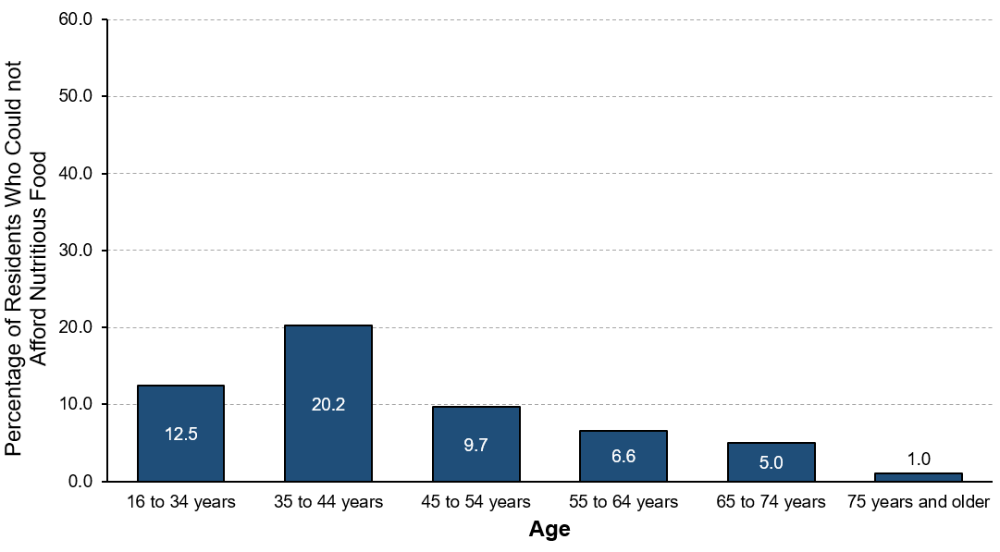 Percentage of Residents Who Could not
Afford Nutritious Food
60.0
50.0
40.0
30.0
20.0
10.0
0.0
12.5
20.2
9.7
6.6
5.0
1.0
16 to 34 years
35 to 44 years
45 to 54 years
55 to 64 years
65 to 74 years
75 years and older
Age